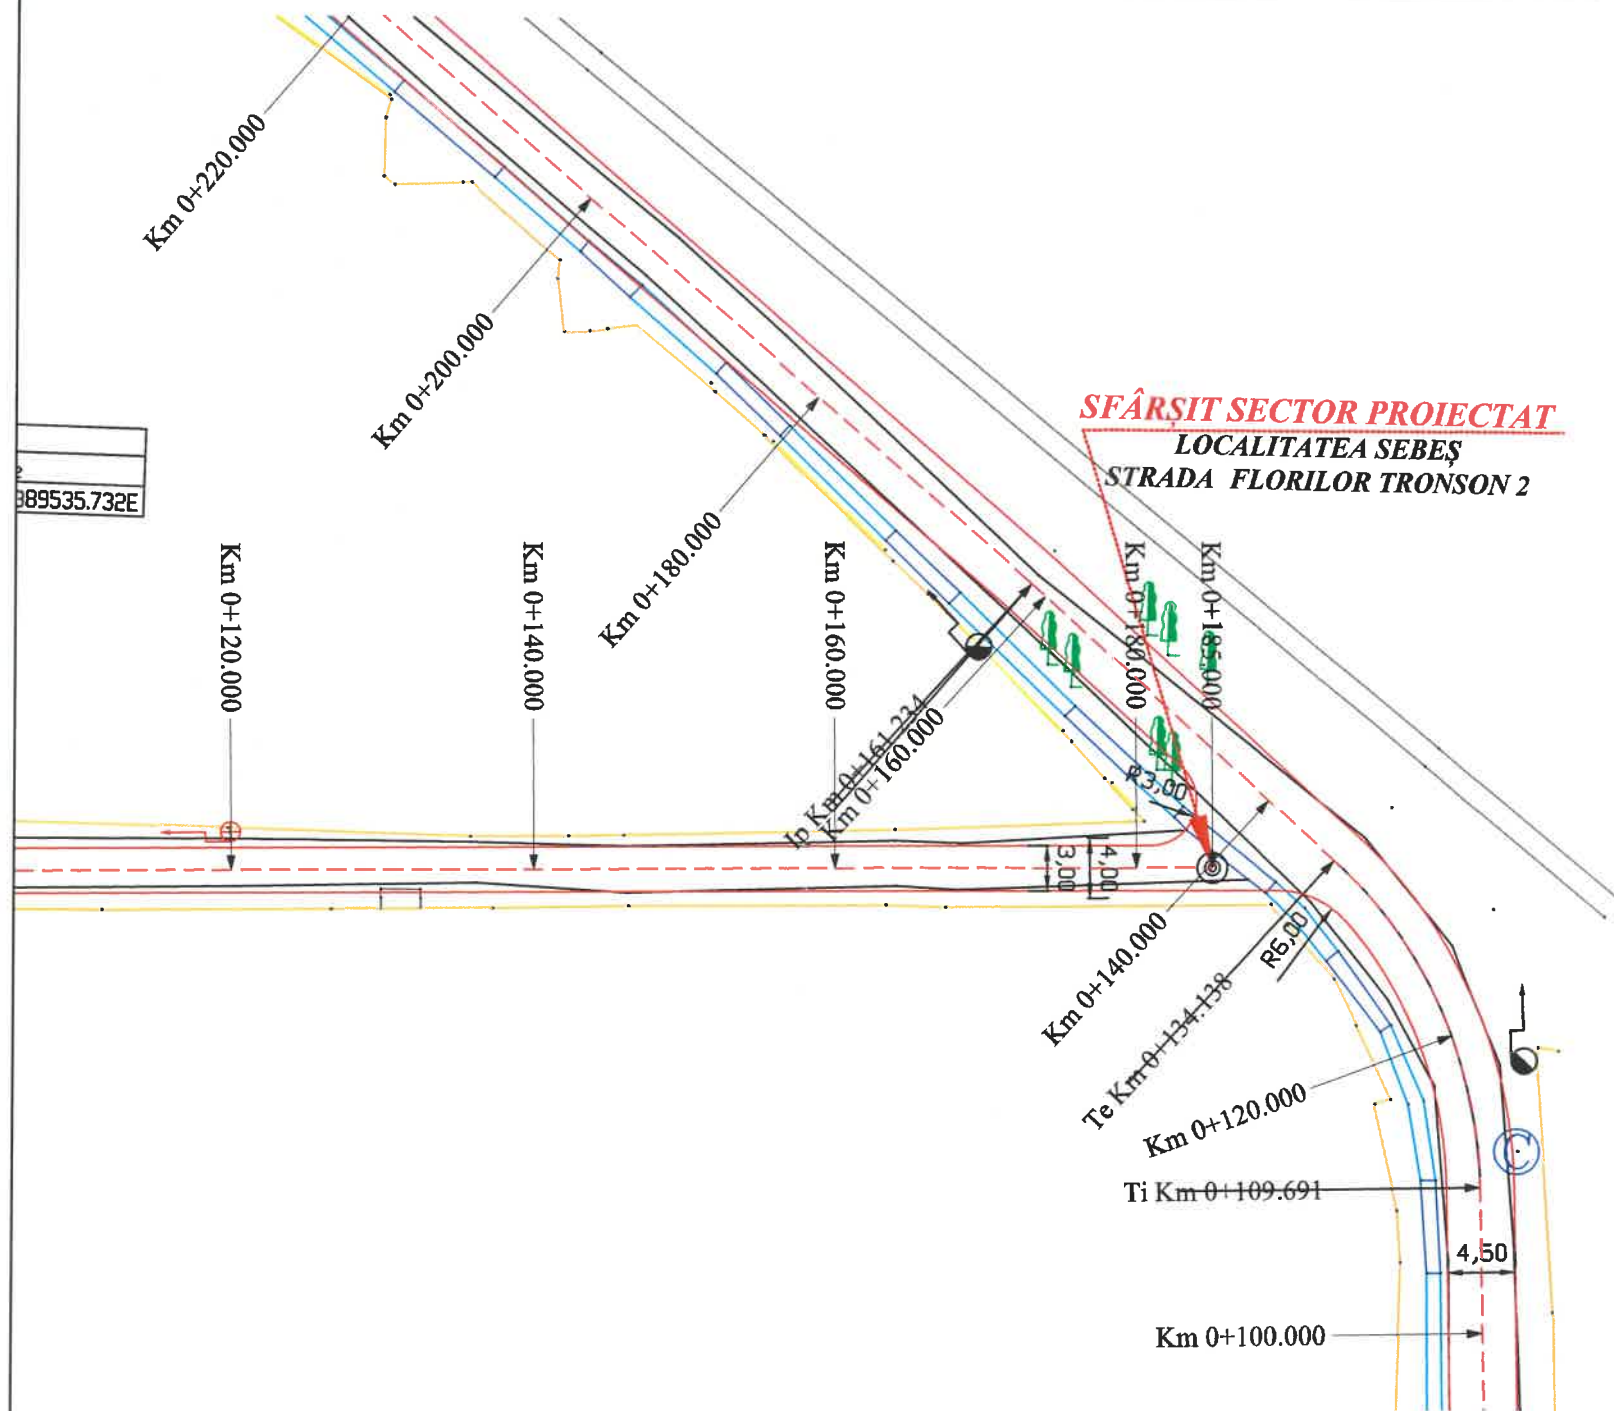 Km 0+220.000
Km 0+200.000
SFÂRȘIT SECTOR PROIECTAT
LOCALITATEA SEBEȘ
STRADA FLORILOR TRONSON 2
389535.732E
Km 0+180.000
Km 0+120.000
Km 0+140.000
Km 0+160.000
Km 0+180.000
Km 0+185.000
Ip Km 0+161.234
Km 0+160.000
R3,00
3,00
4,00
Km 0+140.000
R6,00
Te Km 0+134.138
Km 0+120.000
C
Ti Km 0+109.691
4,50
Km 0+100.000